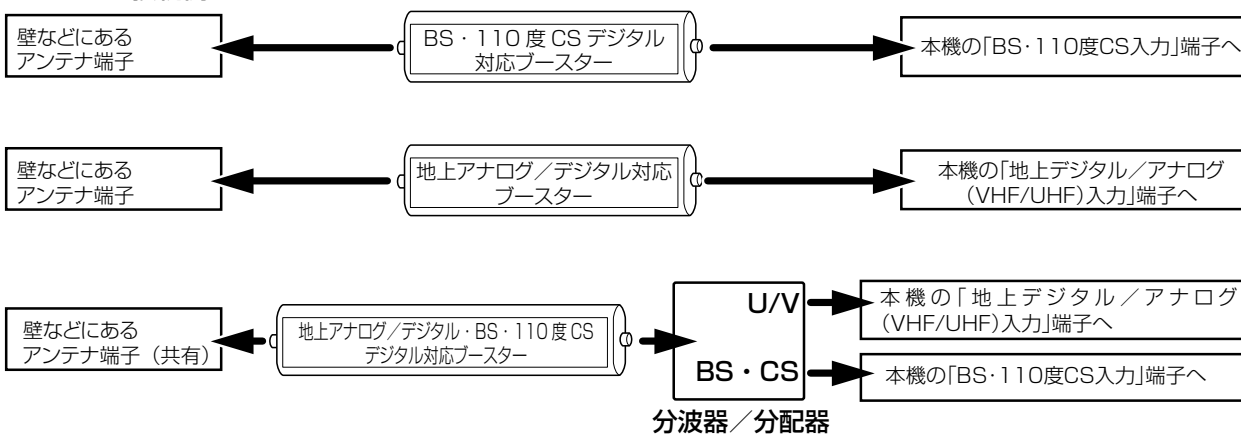 壁などにある
アンテナ端子
BS・110度CSデジタル
対応ブースター
本機の「BS・110度CS入力」端子へ
壁などにある
アンテナ端子
地上アナログ／デジタル対応
ブースター
本機の「地上デジタル／アナログ
(VHF/UHF)入力」端子へ
壁などにある
アンテナ端子（共有）
地上アナログ／デジタル・BS・110度CS
デジタル対応ブースター
U/V
BS・CS
分波器／分配器
本機の「地上デジタル／アナログ
(VHF/UHF)入力」端子へ
本機の「BS・110度CS入力」端子へ